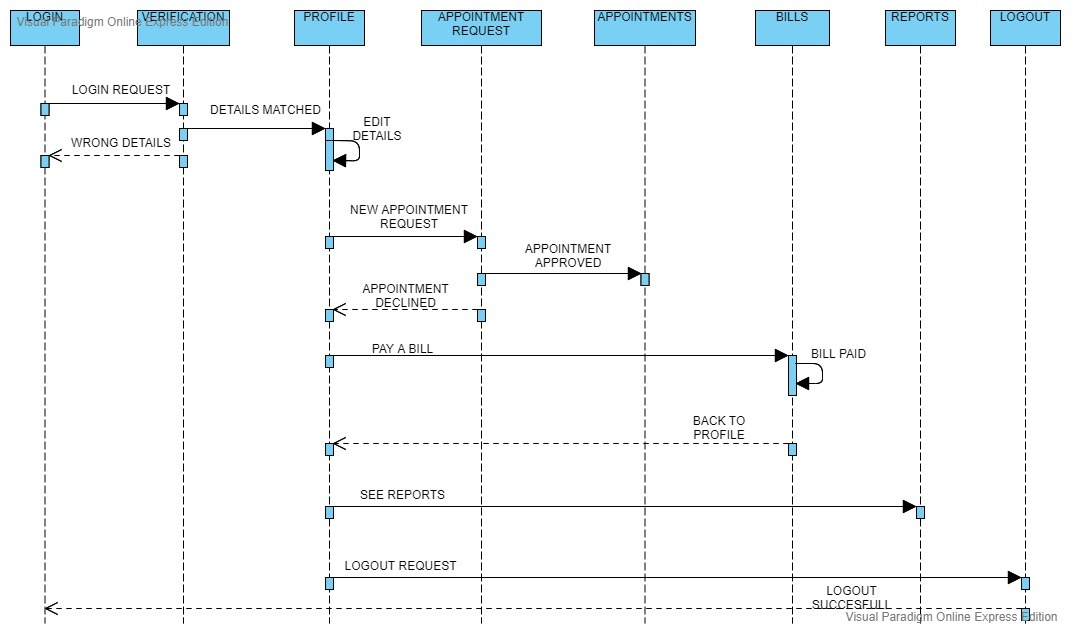 LOGIN
Visual Paradigm Online Express Edition
VERIFICATION
PROFILE
APPOINTMENT
REQUEST
APPOINTMENTS
BILLS
REPORTS
LOGOUT
LOGIN REQUEST
DETAILS MATCHED
EDIT
DETAILS
WRONG DETAILS
NEW APPOINTMENT
REQUEST
APPOINTMENT
APPROVED
APPOINTMENT
DECLINED
PAY A BILL
BILL PAID
BACK TO
PROFILE
SEE REPORTS
LOGOUT REQUEST
LOGOUT
SUCCESFULL
Visual Paradigm Online Express Edition